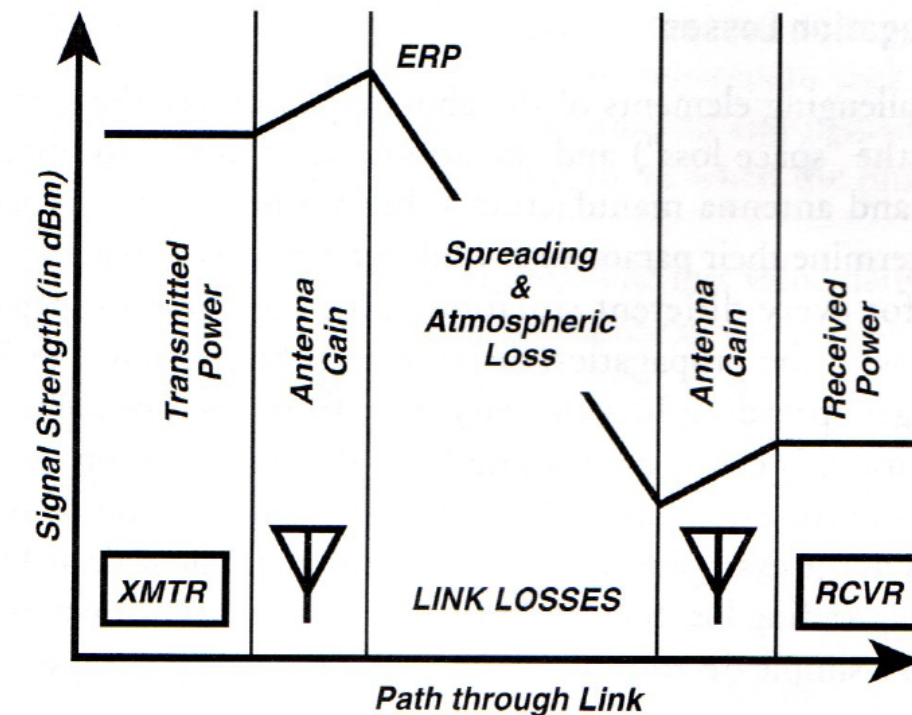 ERP
Signal Strength (in dBm)
Transmitted
Power
Antenna
Gain
Spreading
&
Atmospheric
Loss
Antenna
Gain
Received
Power
XMTR
LINK LOSSES
RCVR
Path through Link